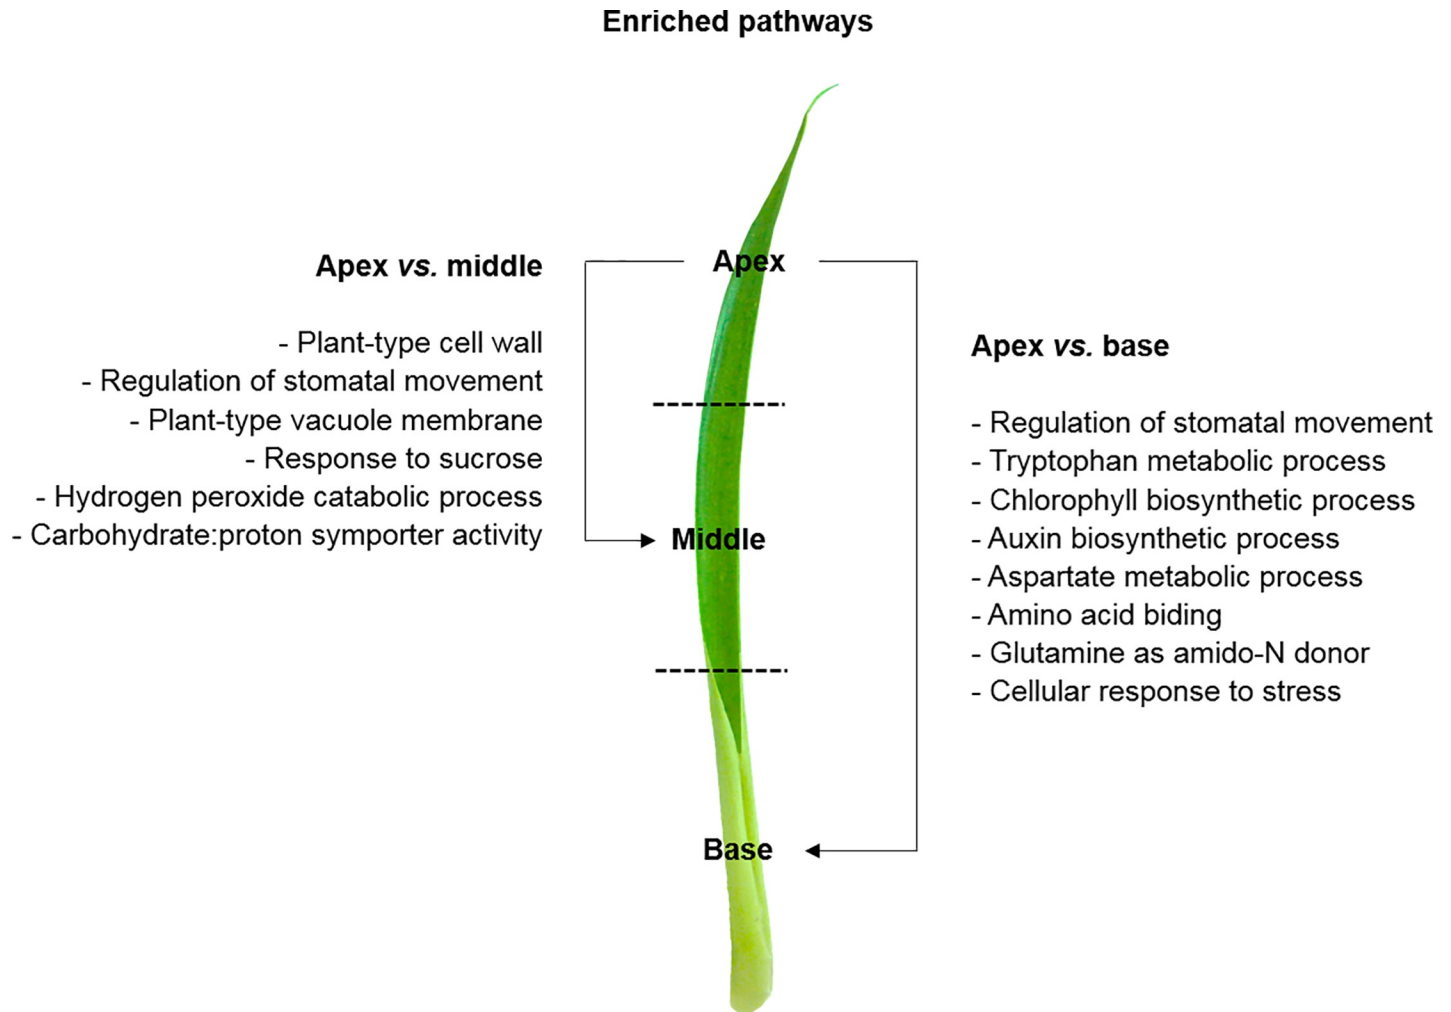 Enriched pathways
Apex vs. middle
- Plant-type cell wall
- Regulation of stomatal movement
- Plant-type vacuole membrane
- Response to sucrose
- Hydrogen peroxide catabolic process
- Carbohydrate:proton symporter activity
Apex
Middle
Base
Apex vs. base
- Regulation of stomatal movement
- Tryptophan metabolic process
- Chlorophyll biosynthetic process
- Auxin biosynthetic process
- Aspartate metabolic process
- Amino acid biding
- Glutamine as amido-N donor
- Cellular response to stress